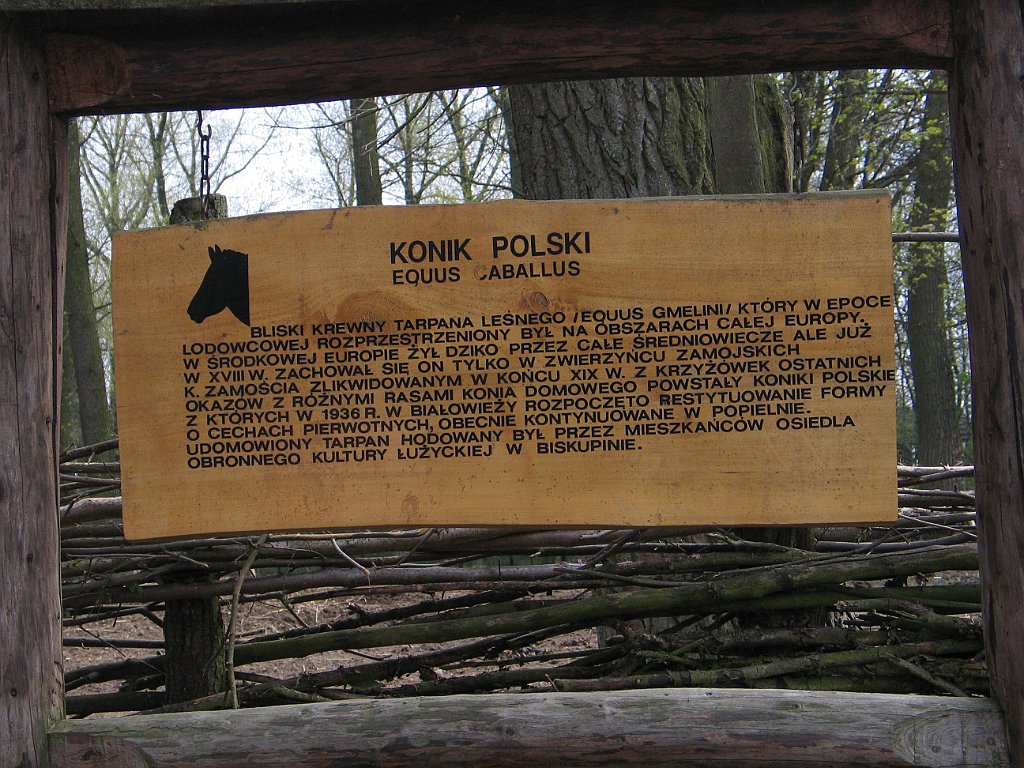 KONIK POLSKI
EQUUS CABALLUS
BLISKI KREWNY TARPANA LEŚNEGO /EQUUS GMELINI/ KTÓRY W EPOCE
LODOWCOWEJ ROZPRZESTRZENIONY BYŁ NA OBSZARACH CAŁEJ EUROPY.
W ŚRODKOWEJ EUROPIE ŻYŁ DZIKO PRZEZ CAŁE ŚREDNIOWIECZE ALE JUŻ
W XVIII W. ZACHOWAŁ SIĘ ON TYLKO W ZWIERZYŃCU ZAMOJSKICH
K. ZAMOŚCIA ZLIKWIDOWANYM W KOŃCU XIX W. Z KRZYŻÓWEK OSTATNICH
OKAZÓW Z RÓŻNYMI RASAMI KONIA DOMOWEGO POWSTAŁY KONIKI POLSKIE
Z KTÓRYCH W 1936 R. W BIAŁOWIEŻY ROZPOCZĘTO RESTYTUOWANIE FORMY
O CECHACH PIERWOTNYCH, OBECNIE KONTYNUOWANE W POPIELNIE.
UDOMOWIONY TARPAN HODOWANY BYŁ PRZEZ MIESZKAŃCÓW OSIEDLA
OBRONNEGO KULTURY ŁUŻYCKIEJ W BISKUPINIE.